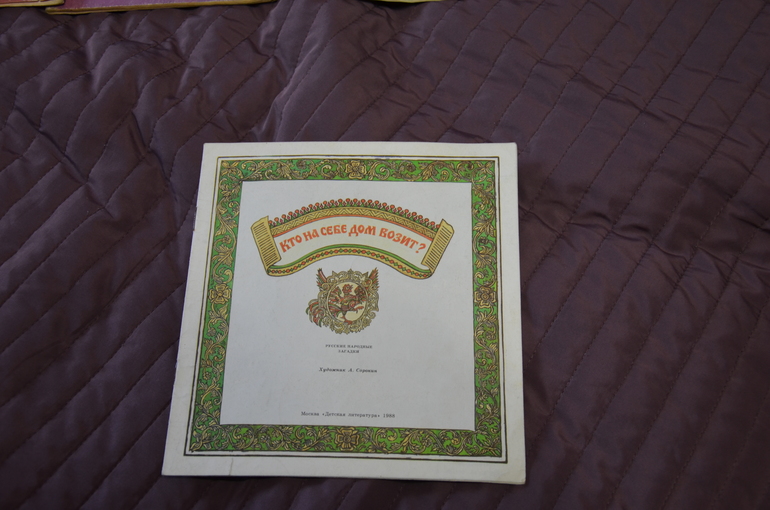 КТО НА СЕБЕ ДОМ ВОЗИТ?
РУССКИЕ НАРОДНЫЕ
ЗАГАДКИ
Художник А. Сорокин
Москва «Детская литература» 1988